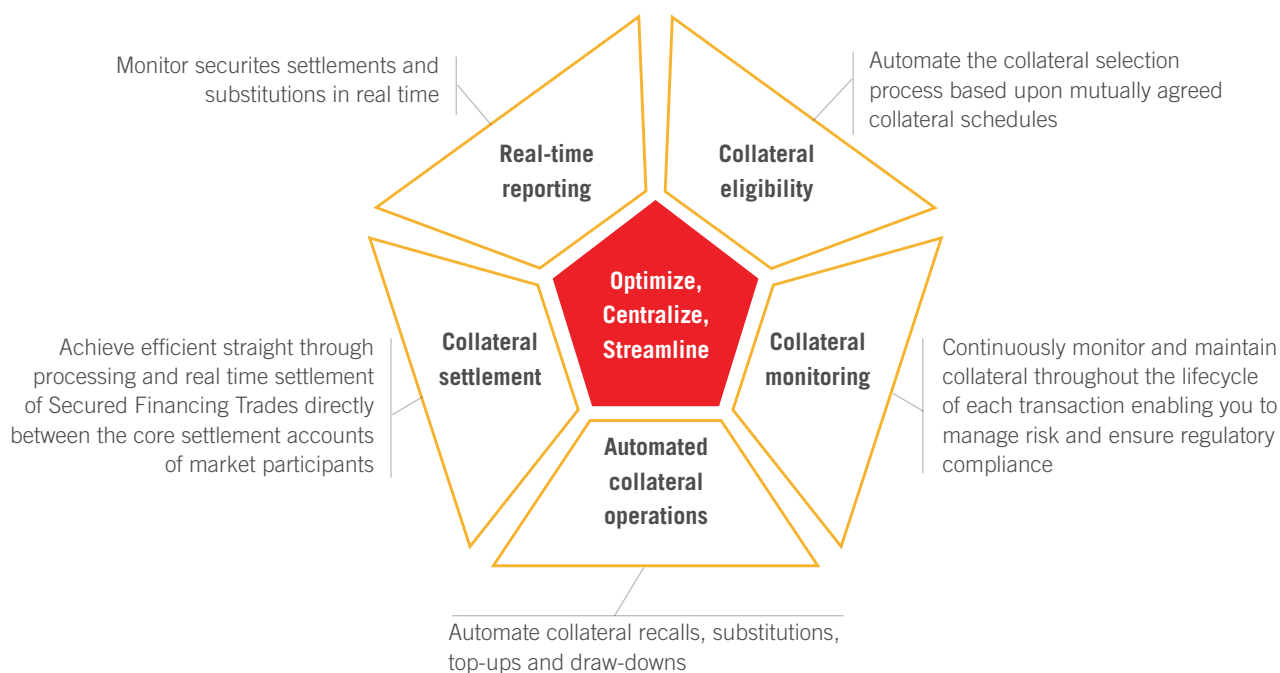 Monitor securites settlements and
substitutions in real time
Automate the collateral selection
process based upon mutually agreed
collateral schedules
Real-time
reporting
Collateral
eligibility
Optimize,
Centralize,
Streamline
Achieve efficient straight through
processing and real time settlement
of Secured Financing Trades directly
between the core settlement accounts
of market participants
Collateral
settlement
Collateral
monitoring
Continuously monitor and maintain
collateral throughout the lifecycle
of each transaction enabling you to
manage risk and ensure regulatory
compliance
Automated
collateral
operations
Automate collateral recalls, substitutions,
top-ups and draw-downs